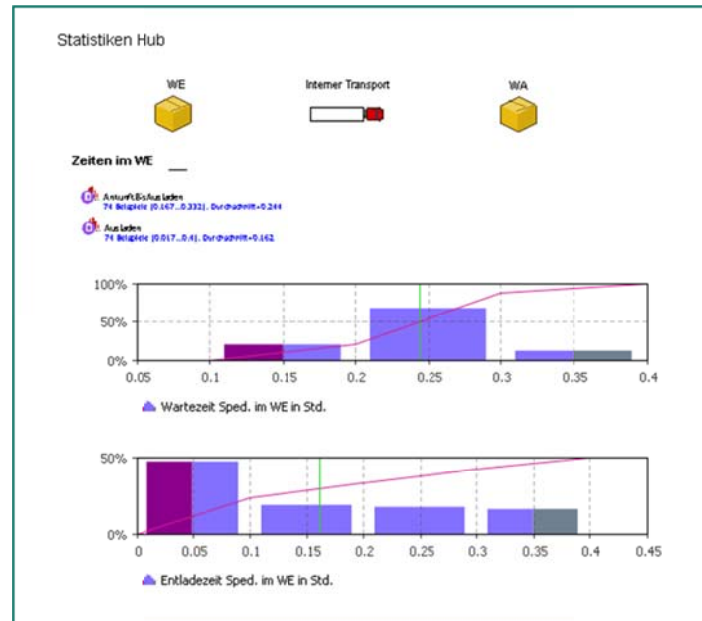 Statistiken Hub
WE Interner Transport WA
Zeiten im WE
AnkunftBisAusladen
74 Beispiele [0.167...0.332]. Durchschnitt=0.244
Ausladen
74 Beispiele [0.017...0.4]. Durchschnitt=0.162
100%
50%
0%
0.05 0.1 0.15 0.2 0.25 0.3 0.35 0.4
Wartezeit Sped. im WE in Std.
50%
0%
0 0.05 0.1 0.15 0.2 0.25 0.3 0.35 0.4 0.45
Entladezeit Sped. im WE in Std.